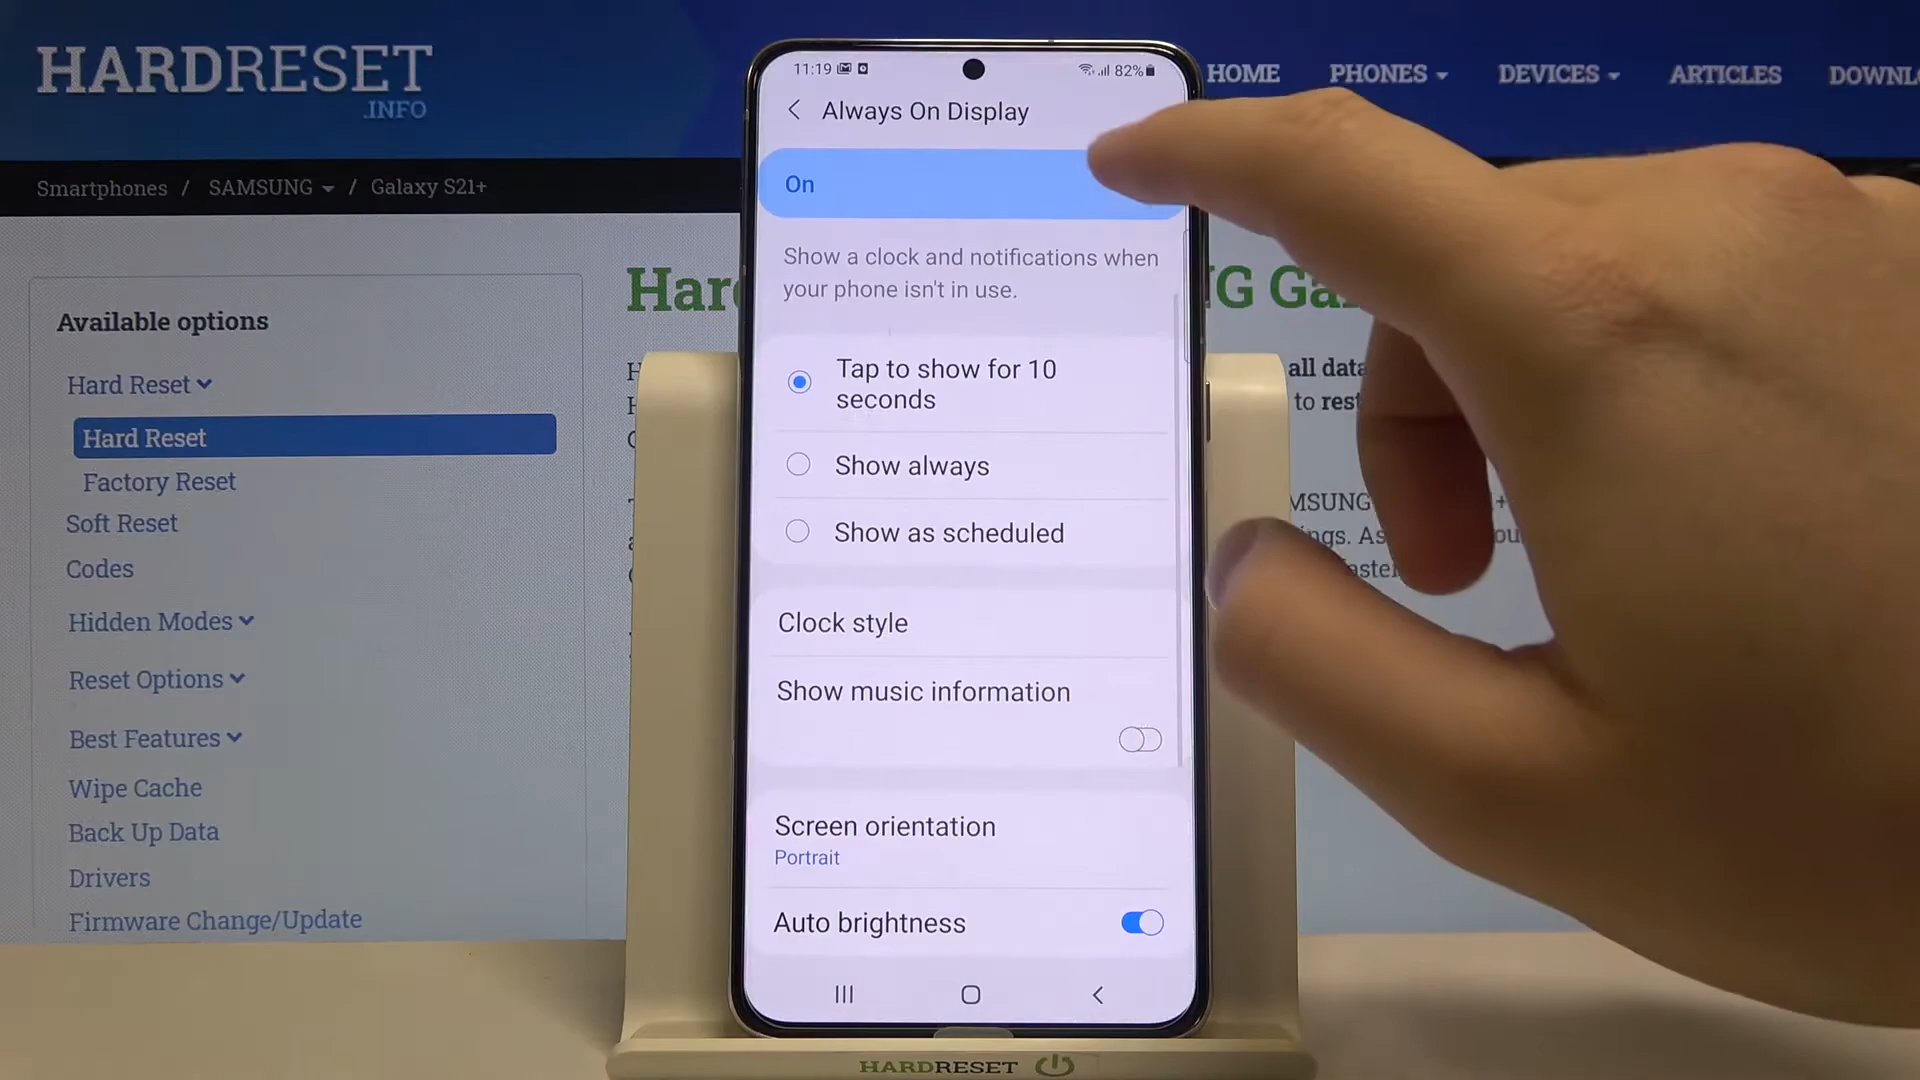 HARDRESET
.INFO
HOME PHONES DEVICES ARTICLES
Smartphones / SAMSUNG / Galaxy S21+
Available options
Hard Reset
Hard Reset
Factory Reset
Soft Reset
Codes
Hidden Modes
Reset Options
Best Features
Wipe Cache
Back Up Data
Drivers
Firmware Change/Update
11:19 82%
Always On Display
On
Show a clock and notifications when
your phone isn't in use.
Tap to show for 10
seconds
Show always
Show as scheduled
Clock style
Show music information
Screen orientation
Portrait
Auto brightness
all data
to
HARDRESET